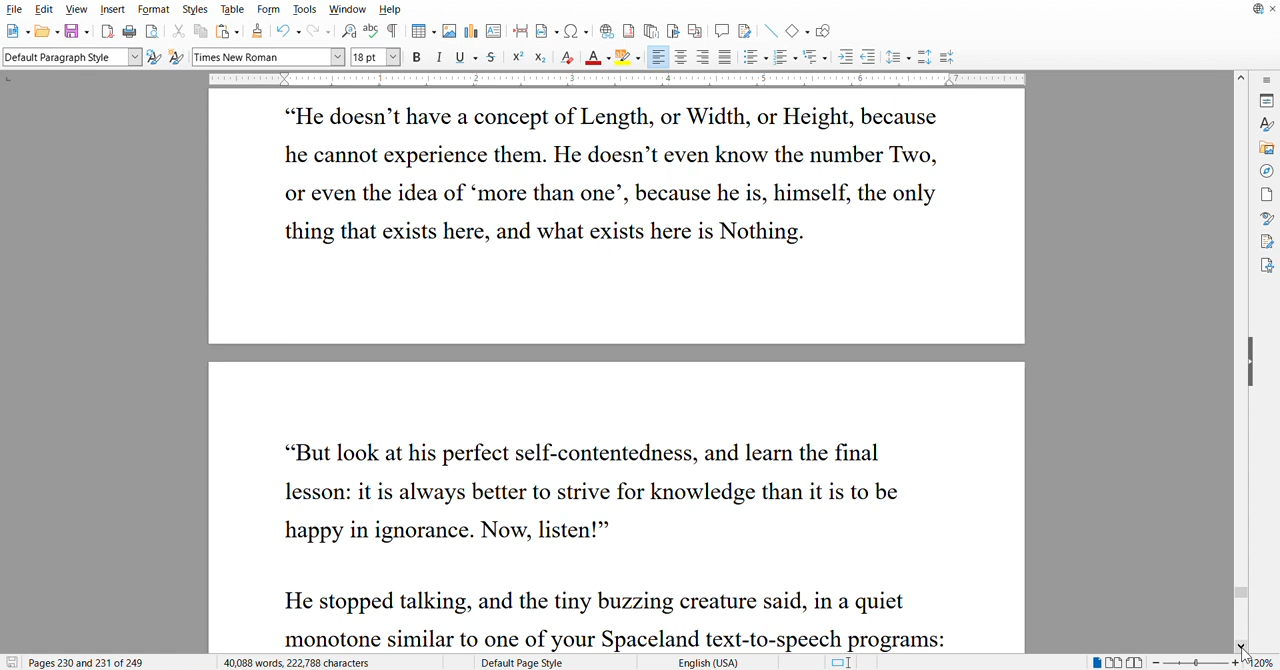 File Edit View Insert Format Styles Table Form Tools Window Help
Default Paragraph Style Times New Roman 18 pt
1 2 3 4 5 6 7
“He doesn’t have a concept of Length, or Width, or Height, because
he cannot experience them. He doesn’t even know the number Two,
or even the idea of ‘more than one’, because he is, himself, the only
thing that exists here, and what exists here is Nothing.
“But look at his perfect self-contentedness, and learn the final
lesson: it is always better to strive for knowledge than it is to be
happy in ignorance. Now, listen!”
He stopped talking, and the tiny buzzing creature said, in a quiet
monotone similar to one of your Spaceland text-to-speech programs:
Pages 230 and 231 of 249 40,088 words, 222,788 characters Default Page Style English (USA) 120%